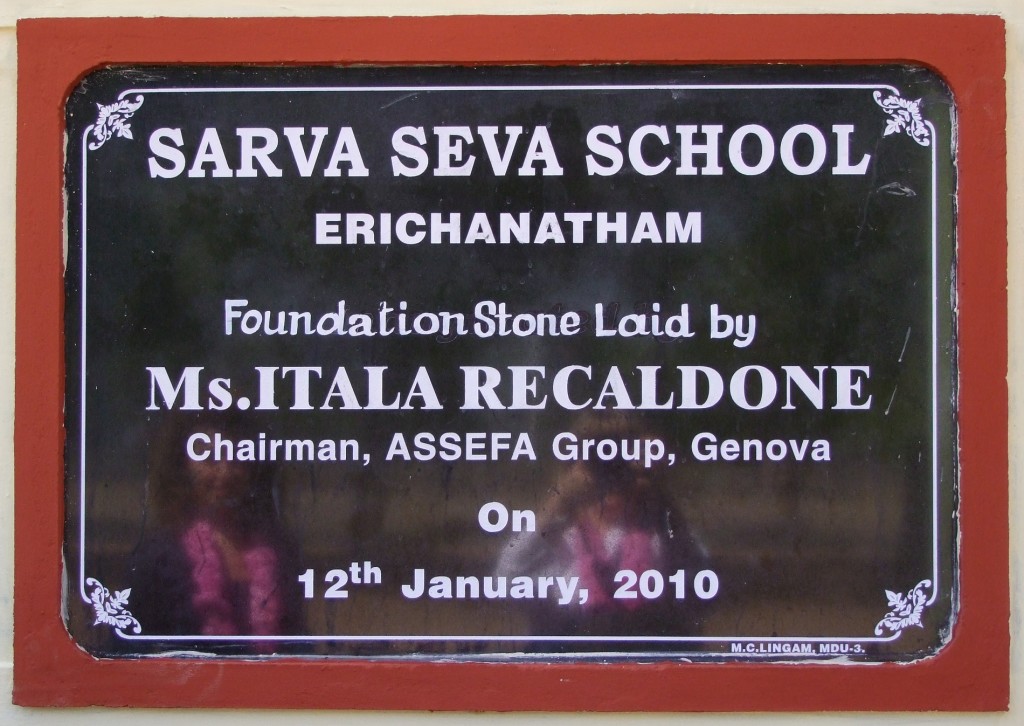 SARVA SEVA SCHOOL
ERICHANATHAM
Foundation Stone Laid by
Ms.ITALA RECALDONE
Chairman, ASSEFA Group, Genova
On
12th January, 2010
M.C.LINGAM, MDU-3.